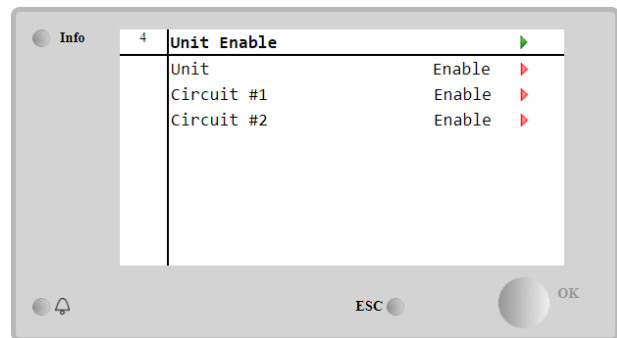 Info
4 Unit Enable
Unit Enable
Circuit #1 Enable
Circuit #2 Enable
ESC
OK